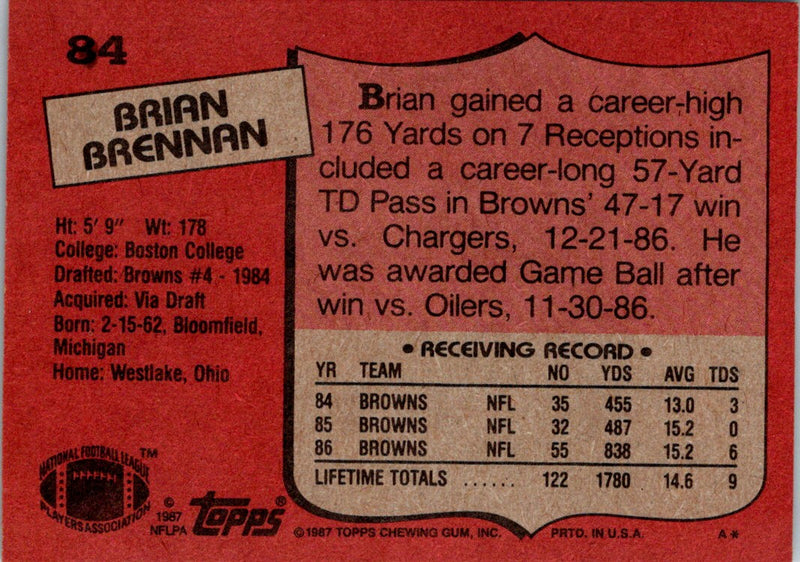 84
BRIAN
BRENNAN
Ht: 5' 9" Wt: 178
College: Boston College
Drafted: Browns #4 - 1984
Acquired: Via Draft
Born: 2-15-62, Bloomfield,
Michigan
Home: Westlake, Ohio
Brian gained a career-high
176 Yards on 7 Receptions in-
cluded a career-long 57-Yard
TD Pass in Browns' 47-17 win
vs. Chargers, 12-21-86. He
was awarded Game Ball after
win vs. Oilers, 11-30-86.
• RECEIVING RECORD •
YR TEAM NO YDS AVG TDS
84 BROWNS NFL 35 455 13.0 3
85 BROWNS NFL 32 487 15.2 0
86 BROWNS NFL 55 838 15.2 6
LIFETIME TOTALS ...... 122 1780 14.6 9
NATIONAL FOOTBALL LEAGUE ™
PLAYERS ASSOCIATION
© 1987
NFLPA
Topps®
© 1987 TOPPS CHEWING GUM, INC. PRTD. IN U.S.A. A*